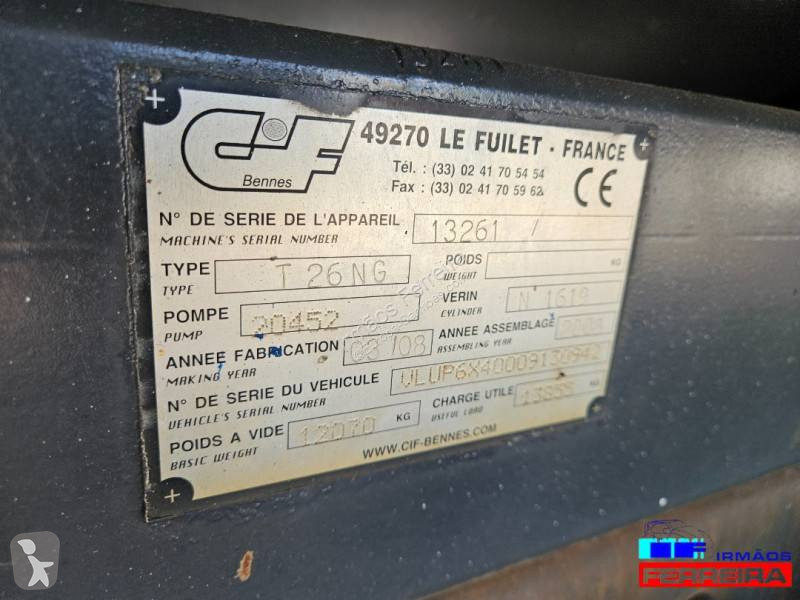 CIF
Bennes
49270 LE FUILET - FRANCE
Tél. : (33) 02 41 70 54 54
Fax : (33) 02 41 70 59 62
CE
N° DE SERIE DE L'APPAREIL 13261 /
MACHINE'S SERIAL NUMBER
TYPE T 26NG POIDS KG
TYPE WEIGHT
POMPE 20452 VERIN N 1619
PUMP CYLINDER
ANNEE FABRICATION 03/08 ANNEE ASSEMBLAGE
MAKING YEAR ASSEMBLING YEAR
N° DE SERIE DU VEHICULE
VEHICLE'S SERIAL NUMBER
POIDS A VIDE 12070 KG CHARGE UTILE KG
BASIC WEIGHT USEFUL LOAD
WWW.CIF-BENNES.COM
IRMÃOS
FERREIRA